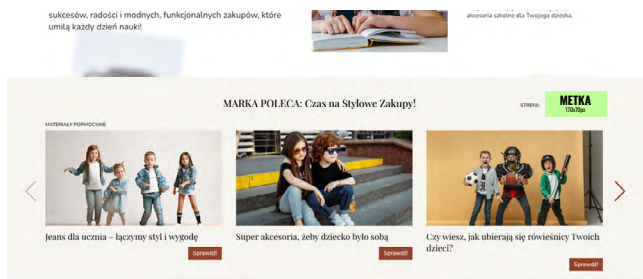 sukcesów, radości i modnych, funkcjonalnych zakupów, które
umilą każdy dzień nauki!
akcesoria szkolne dla Twojego dziecka.
MARKA POLECA: Czas na Stylowe Zakupy!
STREFA:
METKA
170x70px
MATERIAŁY PORMOCYJNE
Jeans dla ucznia – łączymy styl i wygodę
Sprawdź!
Super akcesoria, żeby dziecko było sobą
Sprawdź!
Czy wiesz, jak ubierają się rówieśnicy Twoich
dzieci?
Sprawdź!